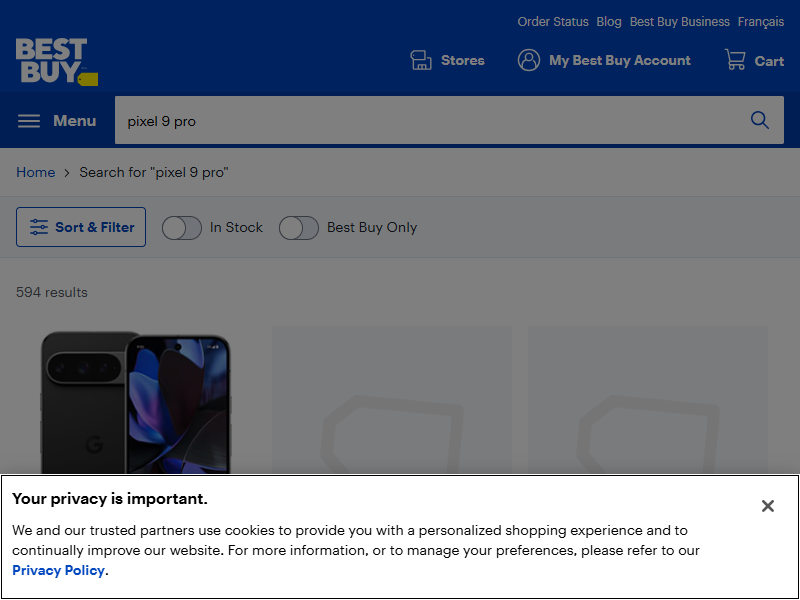 Order Status Blog Best Buy Business Français
BEST
BUY
Stores My Best Buy Account Cart
Menu pixel 9 pro
Home > Search for "pixel 9 pro"
Sort & Filter In Stock Best Buy Only
594 results
Your privacy is important.
We and our trusted partners use cookies to provide you with a personalized shopping experience and to
continually improve our website. For more information, or to manage your preferences, please refer to our
Privacy Policy.